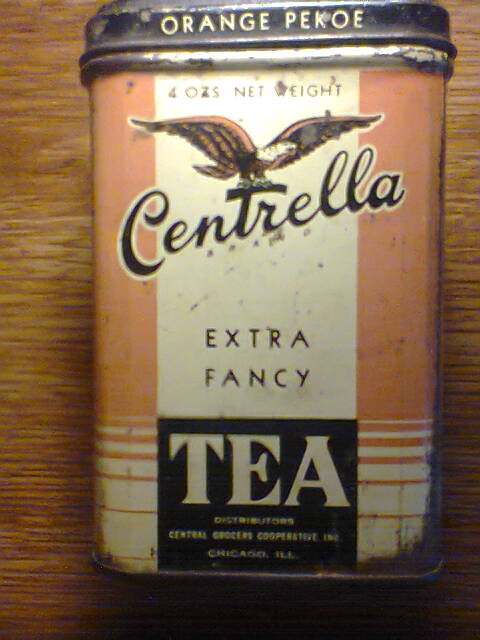 ORANGE PEKOE
4 OZS NET WEIGHT
Centrella
BRAND
EXTRA
FANCY
TEA
DISTRIBUTORS
CENTRAL GROCERS COOPERATIVE, INC.
CHICAGO, ILL.